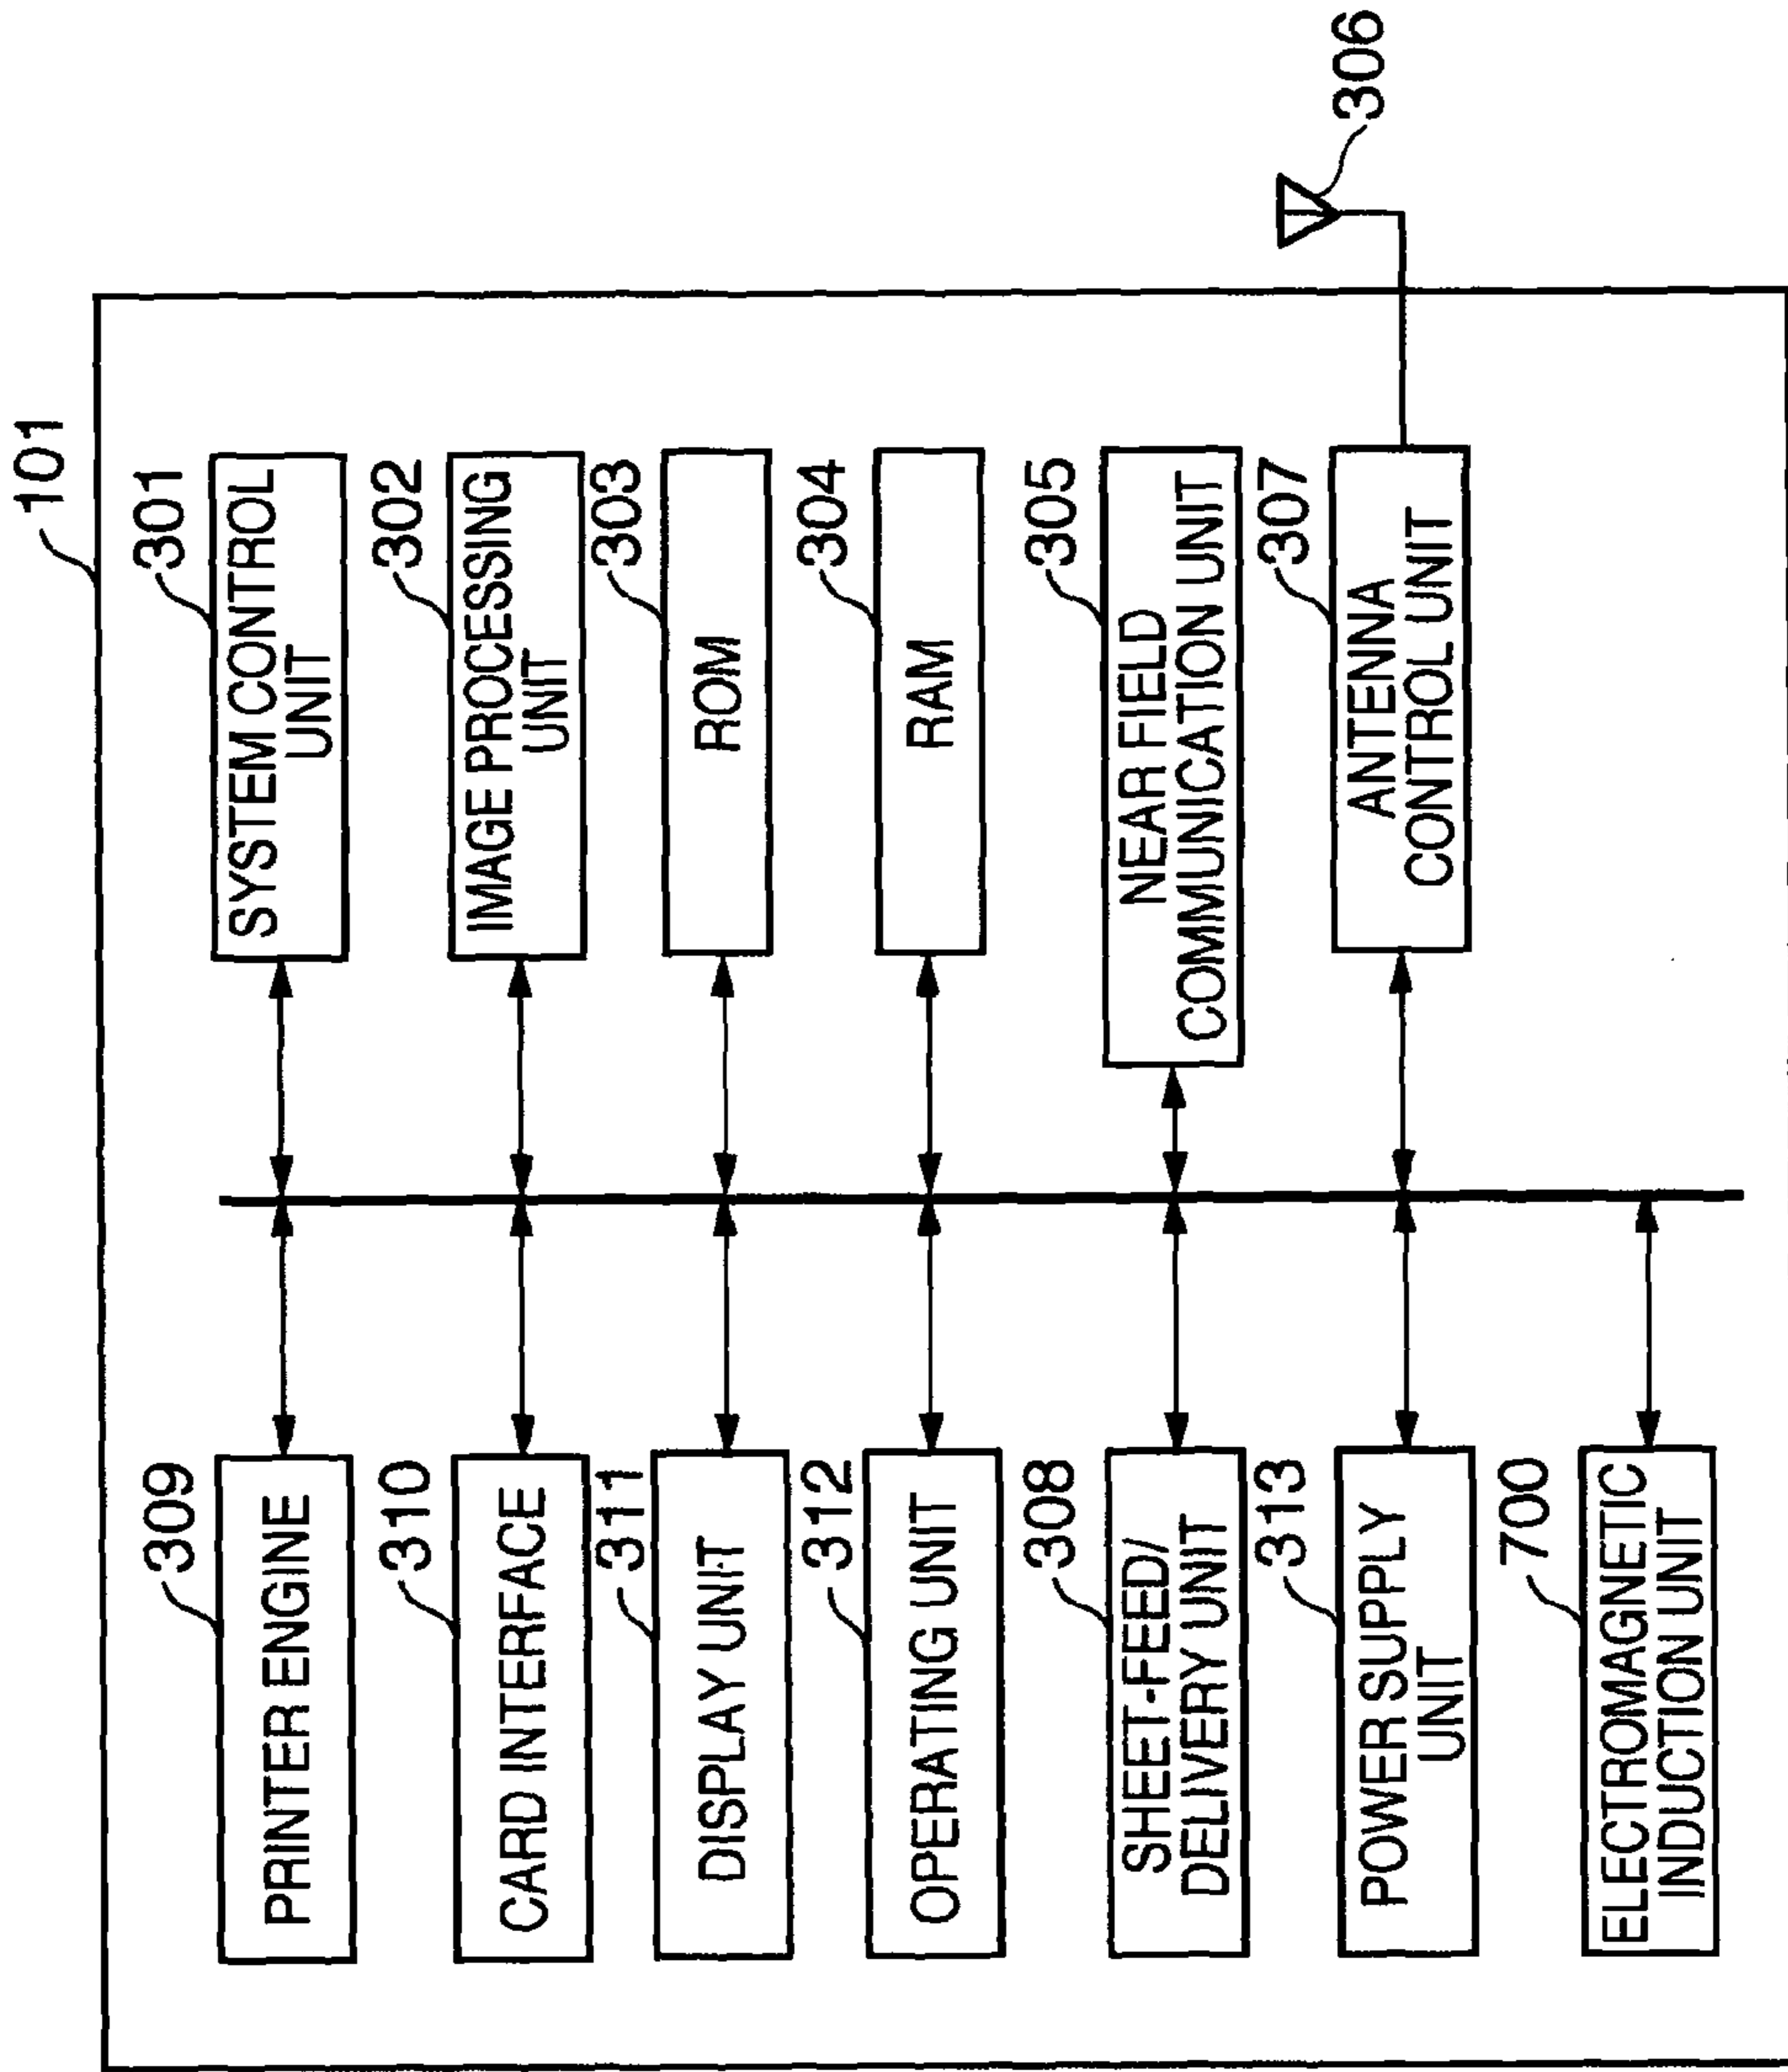 101
309
PRINTER ENGINE
301
SYSTEM CONTROL
UNIT
310
CARD INTERFACE
302
IMAGE PROCESSING
UNIT
311
DISPLAY UNIT
303
ROM
312
OPERATING UNIT
304
RAM
308
SHEET-FEED/
DELIVERY UNIT
305
NEAR FIELD
COMMUNICATION UNIT
313
POWER SUPPLY
UNIT
307
ANTENNA
CONTROL UNIT
306
700
ELECTROMAGNETIC
INDUCTION UNIT